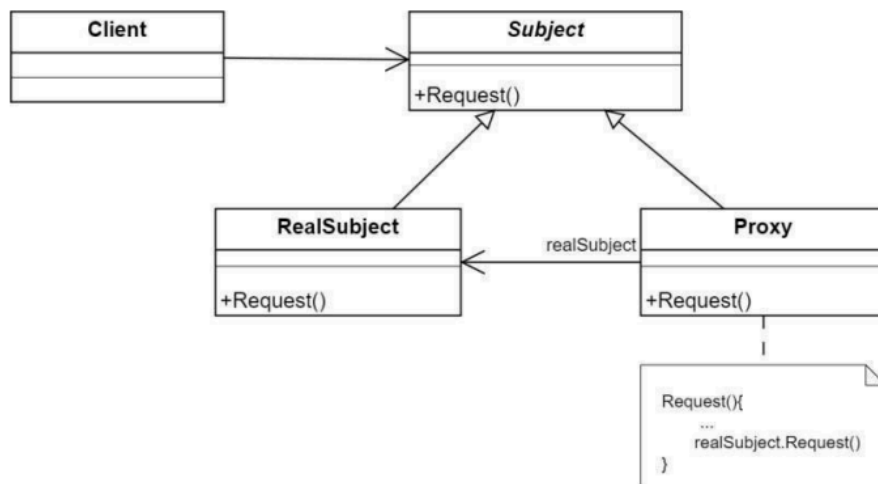 Client
Subject
+Request()
RealSubject
+Request()
realSubject
Proxy
+Request()
Request(){
...
realSubject.Request()
}